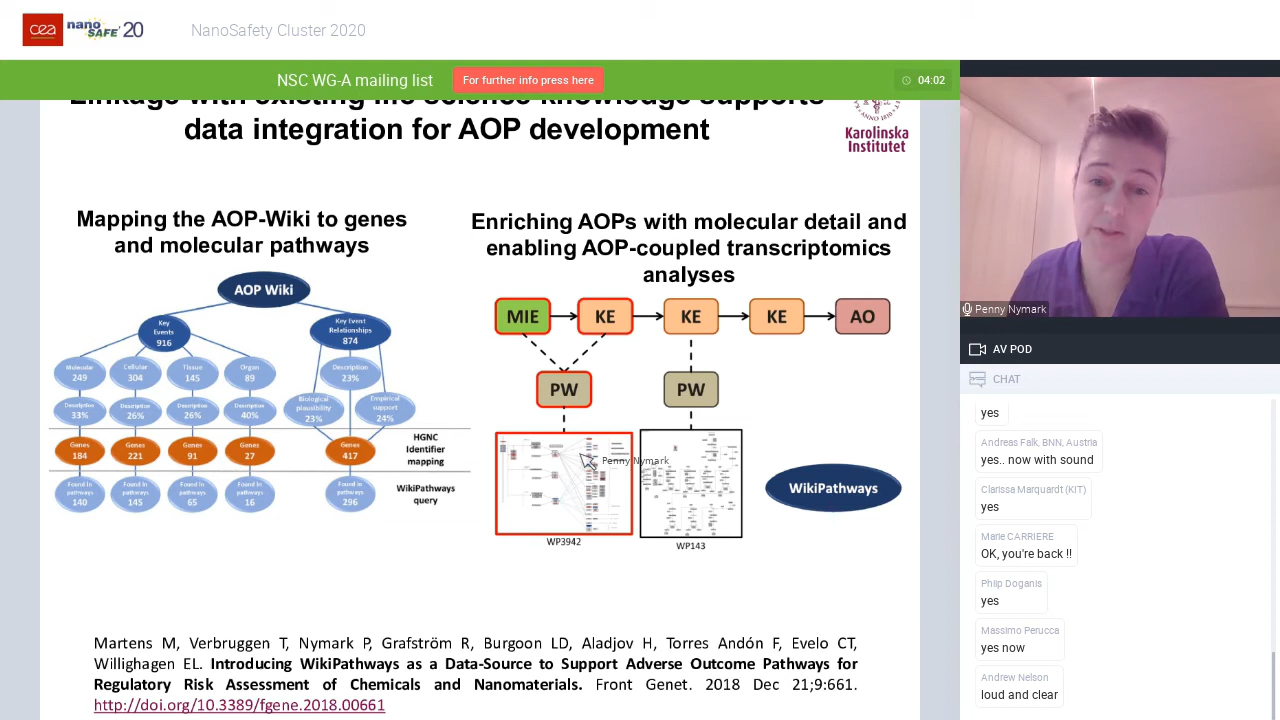 cea nano SAFE' 20
NanoSafety Cluster 2020
NSC WG-A mailing list
For further info press here
04:02
Linkage with existing life science knowledge supports
data integration for AOP development
Karolinska
Institutet
Mapping the AOP-Wiki to genes
and molecular pathways
Enriching AOPs with molecular detail and
enabling AOP-coupled transcriptomics
analyses
AOP Wiki
Key
Events
916
Key Event
Relationships
874
Molecular
249
Cellular
304
Tissue
145
Organ
89
Description
23%
Description
33%
Description
26%
Description
26%
Description
40%
Biological
plausibility
23%
Empirical
support
24%
Genes
184
Genes
221
Genes
91
Genes
27
Genes
417
HGNC
Identifier
mapping
Found in
pathways
140
Found in
pathways
145
Found in
pathways
65
Found in
pathways
16
Found in
pathways
296
WikiPathways
query
MIE
KE
KE
KE
AO
PW
PW
Penny Nymark
WP3942
WP143
WikiPathways
Martens M, Verbruggen T, Nymark P, Grafström R, Burgoon LD, Aladjov H, Torres Andón F, Evelo CT,
Willighagen EL. Introducing WikiPathways as a Data-Source to Support Adverse Outcome Pathways for
Regulatory Risk Assessment of Chemicals and Nanomaterials. Front Genet. 2018 Dec 21;9:661.
http://doi.org/10.3389/fgene.2018.00661
Penny Nymark
AV POD
CHAT
yes
Andreas Falk, BNN, Austria
yes.. now with sound
Clarissa Marquardt (KIT)
yes
Marie CARRIERE
OK, you're back !!
Philip Doganis
yes
Massimo Perucca
yes now
Andrew Nelson
loud and clear